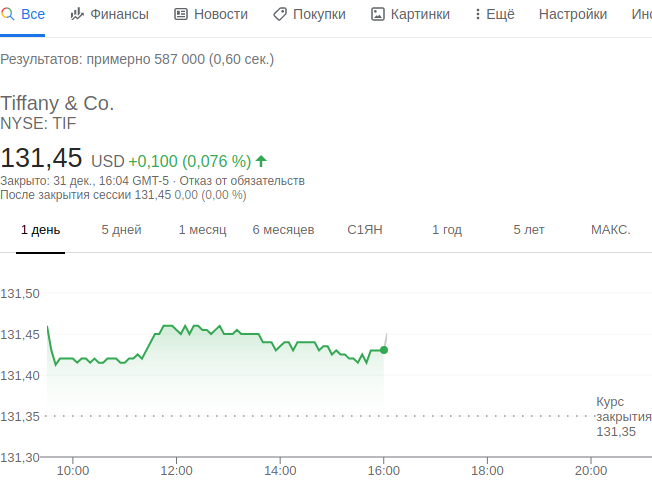 Все Финансы Новости Покупки Картинки Ещё Настройки
Результатов: примерно 587 000 (0,60 сек.)
Tiffany & Co.
NYSE: TIF
131,45 USD +0,100 (0,076 %)
Закрыто: 31 дек., 16:04 GMT-5 · Отказ от обязательств
После закрытия сессии 131,45 0,00 (0,00 %)
1 день 5 дней 1 месяц 6 месяцев С1ЯН 1 год 5 лет МАКС.
131,50
131,45
131,40
131,35
131,30
Курс
закрытия
131,35
10:00 12:00 14:00 16:00 18:00 20:00